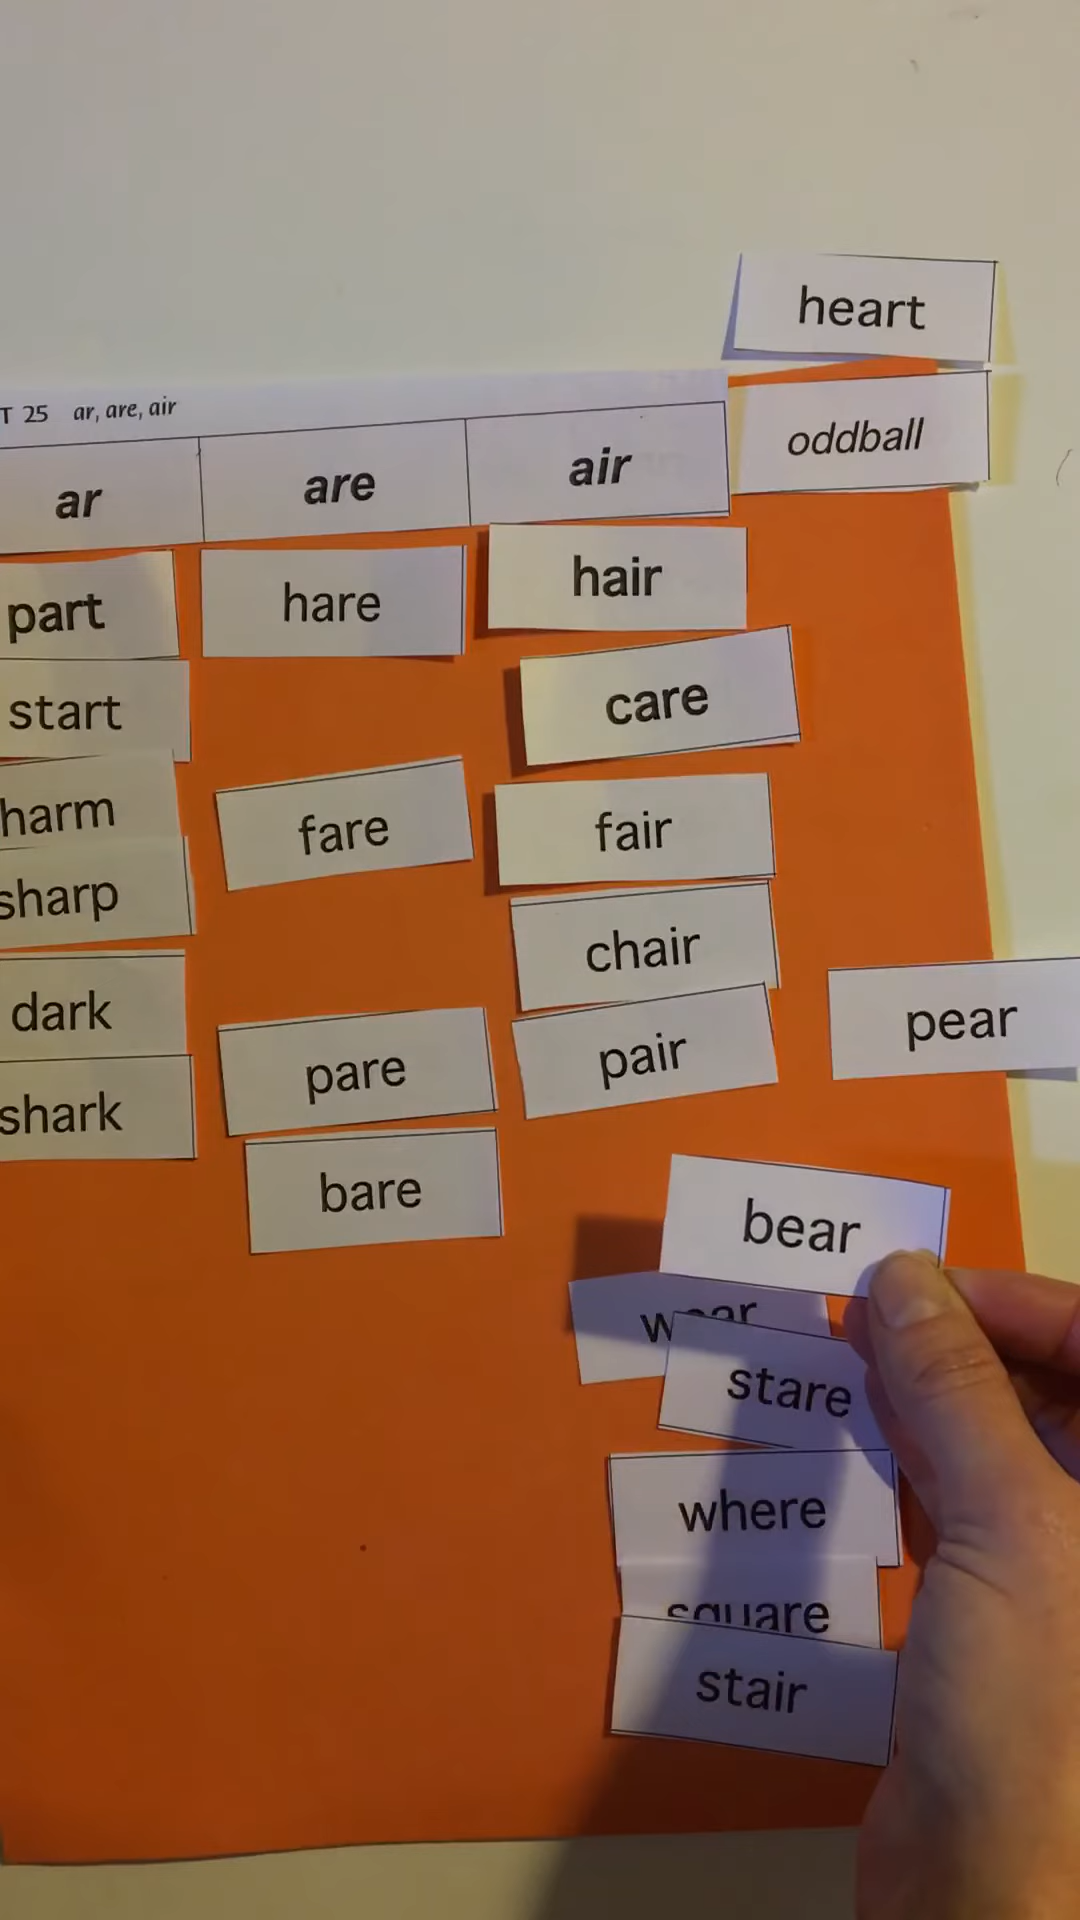 heart
T 25 ar, are, air
oddball
ar are air
part hare hair
start care
harm fare fair
sharp chair
dark pare pair pear
shark bare
bear
stare
where
square
stair